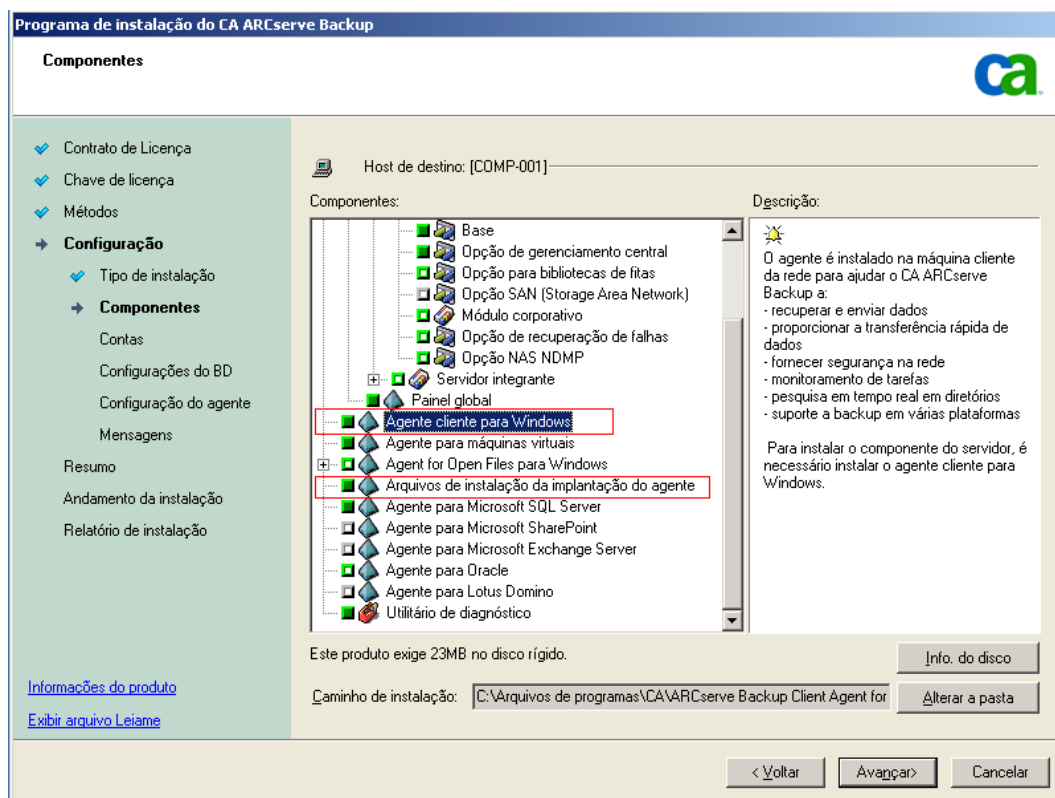 Programa de instalação do CA ARCserve Backup
Componentes
ca
Contrato de Licença
Chave de licença
Métodos
Configuração
Tipo de instalação
Componentes
Contas
Configurações do BD
Configuração do agente
Mensagens
Resumo
Andamento da instalação
Relatório de instalação
Informações do produto
Exibir arquivo Leiame
Host de destino: [COMP-001]
Componentes:
Base
Opção de gerenciamento central
Opção para bibliotecas de fitas
Opção SAN (Storage Area Network)
Módulo corporativo
Opção de recuperação de falhas
Opção NAS NDMP
Servidor integrante
Painel global
Agente cliente para Windows
Agente para máquinas virtuais
Agent for Open Files para Windows
Arquivos de instalação da implantação do agente
Agente para Microsoft SQL Server
Agente para Microsoft SharePoint
Agente para Microsoft Exchange Server
Agente para Oracle
Agente para Lotus Domino
Utilitário de diagnóstico
Descrição:
O agente é instalado na máquina cliente
da rede para ajudar o CA ARCserve
Backup a:
- recuperar e enviar dados
- proporcionar a transferência rápida de
dados
- fornecer segurança na rede
- monitoramento de tarefas
- pesquisa em tempo real em diretórios
- suporte a backup em várias plataformas
Para instalar o componente do servidor, é
necessário instalar o agente cliente para
Windows.
Este produto exige 23MB no disco rígido.
Info. do disco
Caminho de instalação: C:\Arquivos de programas\CA\ARCserve Backup Client Agent for
Alterar a pasta
< Voltar
Avançar>
Cancelar